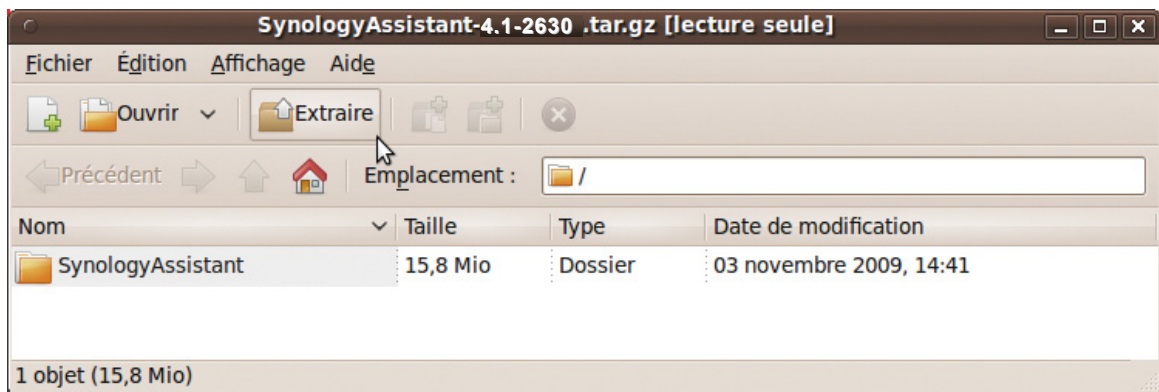 SynologyAssistant-4.1-2630 .tar.gz [lecture seule]
Fichier Édition Affichage Aide
Ouvrir Extraire
Précédent Emplacement : /
Nom Taille Type Date de modification
SynologyAssistant 15,8 Mio Dossier 03 novembre 2009, 14:41
1 objet (15,8 Mio)